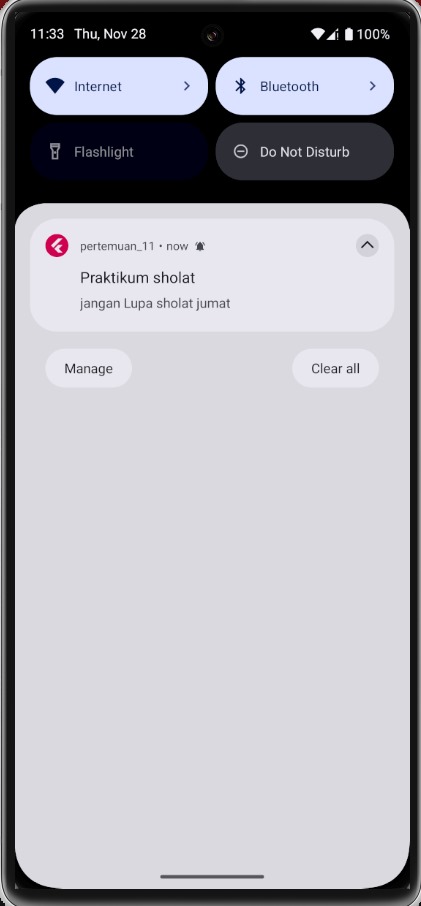 11:33 Thu, Nov 28 100%
Internet Bluetooth
Flashlight Do Not Disturb
pertemuan_11 • now
Praktikum sholat
jangan Lupa sholat jumat
Manage Clear all